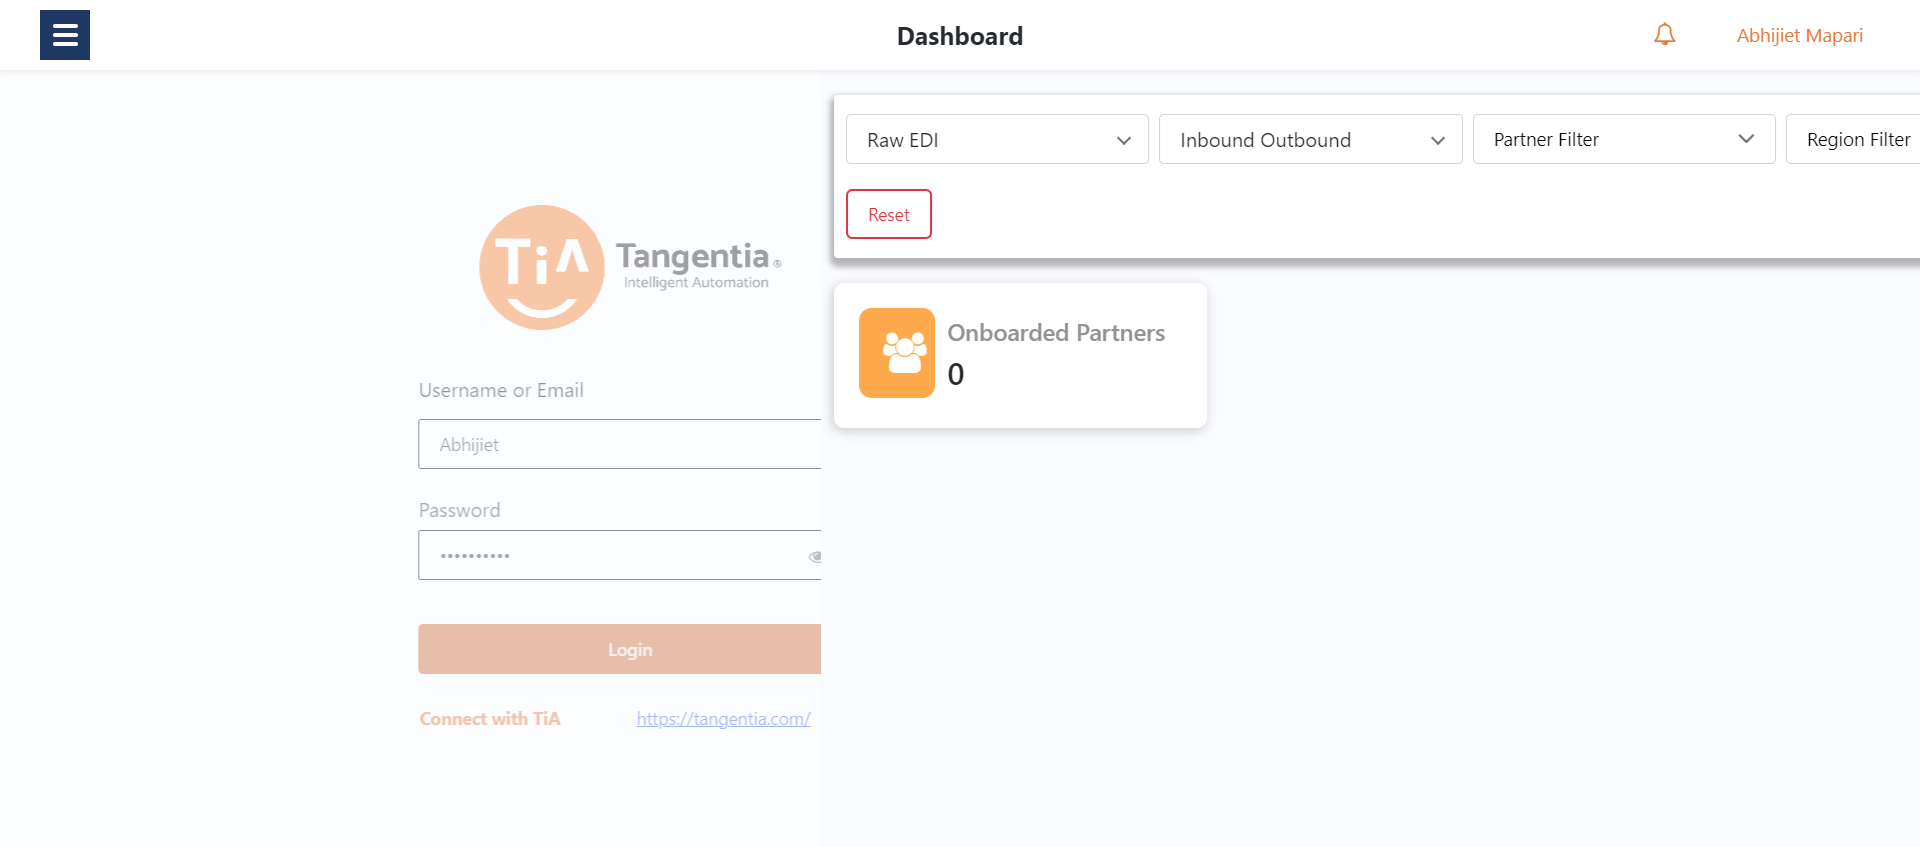 Dashboard
Abhijiet Mapari
Raw EDI
Inbound Outbound
Partner Filter
Region Filter
Reset
TiA
Tangentia®
Intelligent Automation
Onboarded Partners
0
Username or Email
Abhijiet
Password
••••••••••
Login
Connect with TiA
https://tangentia.com/